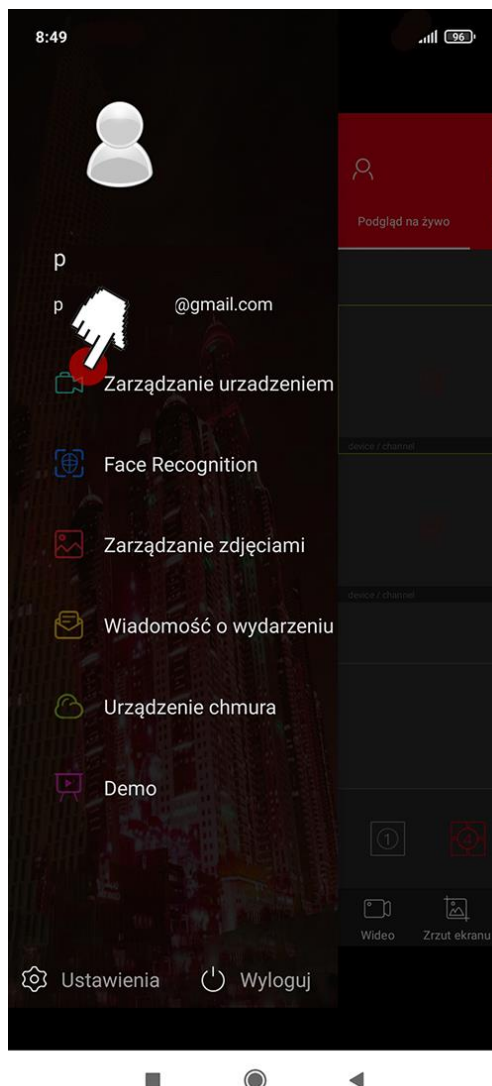 8:49
96
Podgląd na żywo
p
p @gmail.com
Zarządzanie urzadzeniem
device / channel
Face Recognition
Zarządzanie zdjęciami
device / channel
Wiadomość o wydarzeniu
Urządzenie chmura
Demo
1
4
Wideo
Zrzut ekranu
Ustawienia
Wyloguj